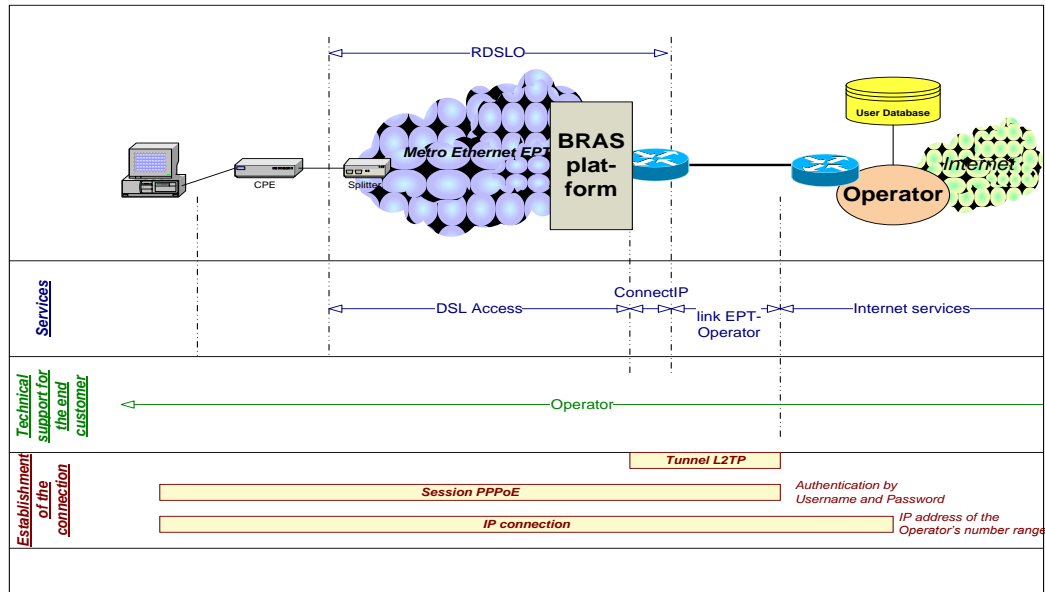 RDSLO
User Database
Metro Ethernet EPT
BRAS
plat-
form
Internet
CPE
Splitter
Operator
Services
DSL Access
ConnectIP
link EPT-
Operator
Internet services
Technical
support for
the end
customer
Operator
Establishment
of the
connection
Tunnel L2TP
Session PPPoE
Authentication by
Username and Password
IP connection
IP address of the
Operator's number range